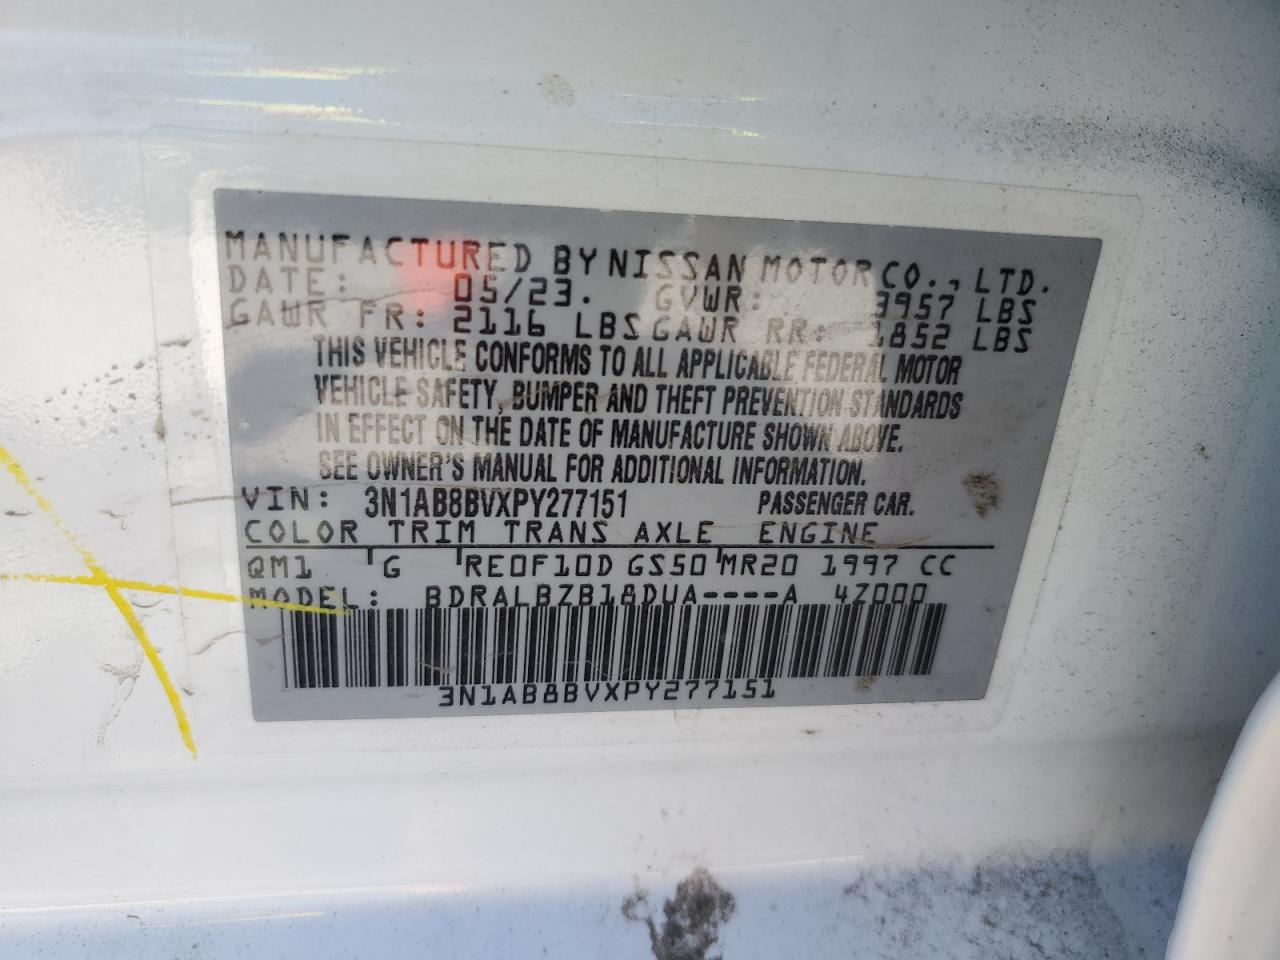 MANUFACTURED BY NISSAN MOTOR CO., LTD.
DATE: 05/23. GVWR: 3957 LBS
GAWR FR: 2116 LBS GAWR RR: 1852 LBS
THIS VEHICLE CONFORMS TO ALL APPLICABLE FEDERAL MOTOR
VEHICLE SAFETY, BUMPER AND THEFT PREVENTION STANDARDS
IN EFFECT ON THE DATE OF MANUFACTURE SHOWN ABOVE.
SEE OWNER'S MANUAL FOR ADDITIONAL INFORMATION.
VIN: 3N1AB8BVXPY277151 PASSENGER CAR.
COLOR TRIM TRANS AXLE ENGINE
QM1 G RE0F10D GS50 MR20 1997 CC
MODEL: BDRALBZB18DUA----A 4Z000
3N1AB8BVXPY277151